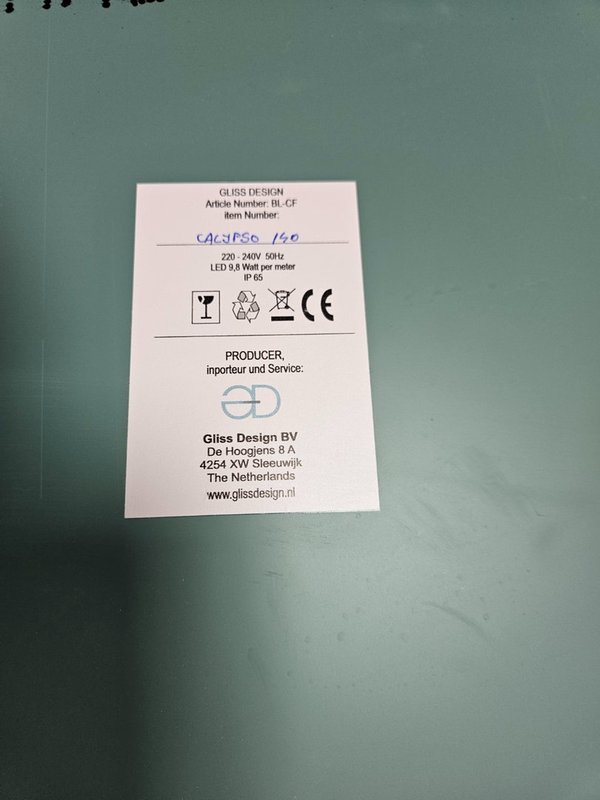 GLISS DESIGN
Article Number: BL-CF
item Number:
CALYPSO 140
220 - 240V 50Hz
LED 9,8 Watt per meter
IP 65
CE
PRODUCER,
inporteur und Service:
GD
Gliss Design BV
De Hoogjens 8 A
4254 XW Sleeuwijk
The Netherlands
www.glissdesign.nl